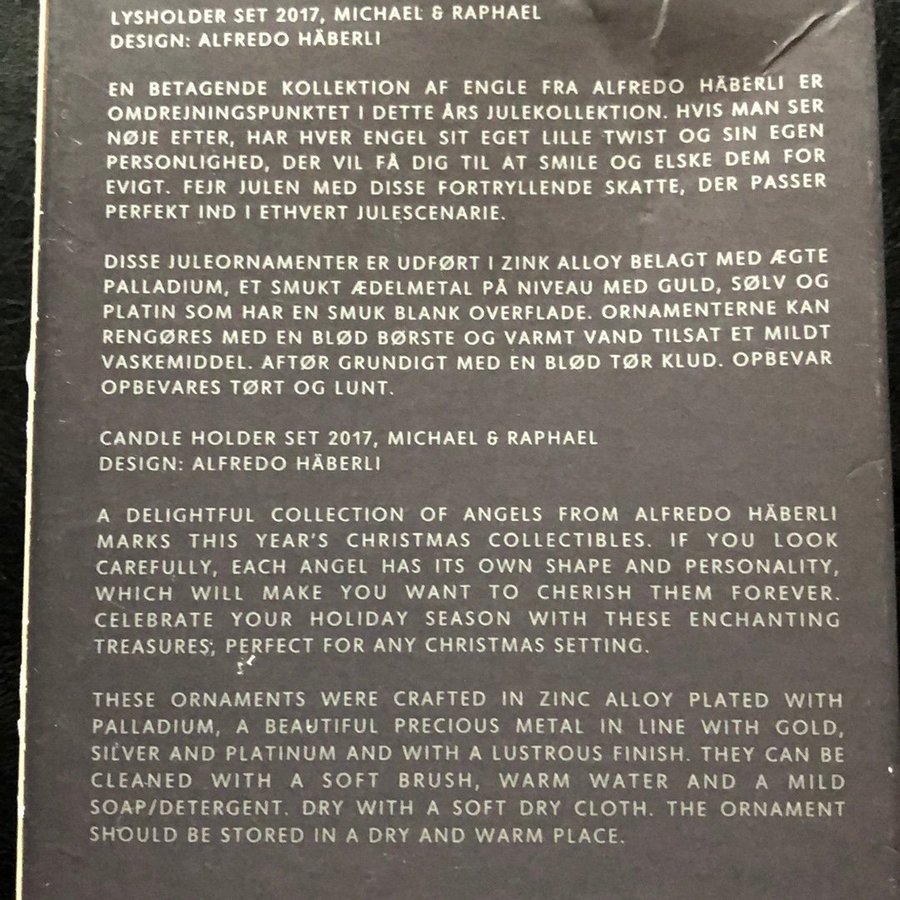 LYSHOLDER SET 2017, MICHAEL & RAPHAEL
DESIGN: ALFREDO HÄBERLI
EN BETAGENDE KOLLEKTION AF ENGLE FRA ALFREDO HÄBERLI ER
OMDREJNINGSPUNKTET I DETTE ÅRS JULEKOLLEKTION. HVIS MAN SER
NØJE EFTER, HAR HVER ENGEL SIT EGET LILLE TWIST OG SIN EGEN
PERSONLIGHED, DER VIL FÅ DIG TIL AT SMILE OG ELSKE DEM FOR
EVIGT. FEJR JULEN MED DISSE FORTRYLLENDE SKATTE, DER PASSER
PERFEKT IND I ETHVERT JULESCENARIE.
DISSE JULEORNAMENTER ER UDFØRT I ZINK ALLOY BELAGT MED ÆGTE
PALLADIUM, ET SMUKT ÆDELMETAL PÅ NIVEAU MED GULD, SØLV OG
PLATIN SOM HAR EN SMUK BLANK OVERFLADE. ORNAMENTERNE KAN
RENGØRES MED EN BLØD BØRSTE OG VARMT VAND TILSAT ET MILDT
VASKEMIDDEL. AFTØR GRUNDIGT MED EN BLØD TØR KLUD. OPBEVAR
OPBEVARES TØRT OG LUNT.
CANDLE HOLDER SET 2017, MICHAEL & RAPHAEL
DESIGN: ALFREDO HÄBERLI
A DELIGHTFUL COLLECTION OF ANGELS FROM ALFREDO HÄBERLI
MARKS THIS YEAR'S CHRISTMAS COLLECTIBLES. IF YOU LOOK
CAREFULLY, EACH ANGEL HAS ITS OWN SHAPE AND PERSONALITY,
WHICH WILL MAKE YOU WANT TO CHERISH THEM FOREVER.
CELEBRATE YOUR HOLIDAY SEASON WITH THESE ENCHANTING
TREASURES, PERFECT FOR ANY CHRISTMAS SETTING.
THESE ORNAMENTS WERE CRAFTED IN ZINC ALLOY PLATED WITH
PALLADIUM, A BEAUTIFUL PRECIOUS METAL IN LINE WITH GOLD,
SILVER AND PLATINUM AND WITH A LUSTROUS FINISH. THEY CAN BE
CLEANED WITH A SOFT BRUSH, WARM WATER AND A MILD
SOAP/DETERGENT. DRY WITH A SOFT DRY CLOTH. THE ORNAMENT
SHOULD BE STORED IN A DRY AND WARM PLACE.